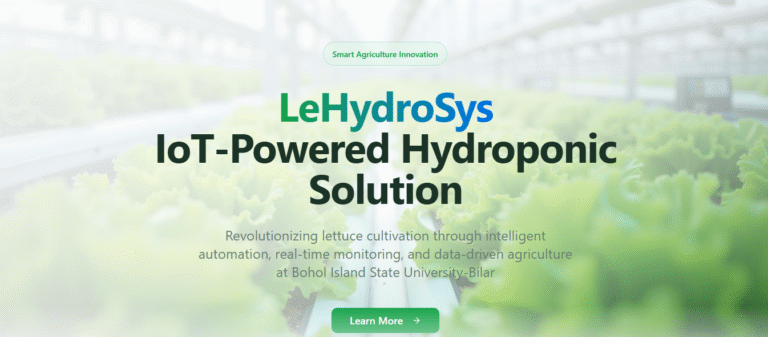 Smart Agriculture Innovation
LeHydroSys
IoT-Powered Hydroponic
Solution
Revolutionizing lettuce cultivation through intelligent
automation, real-time monitoring, and data-driven agriculture
at Bohol Island State University-Bilar
Learn More →